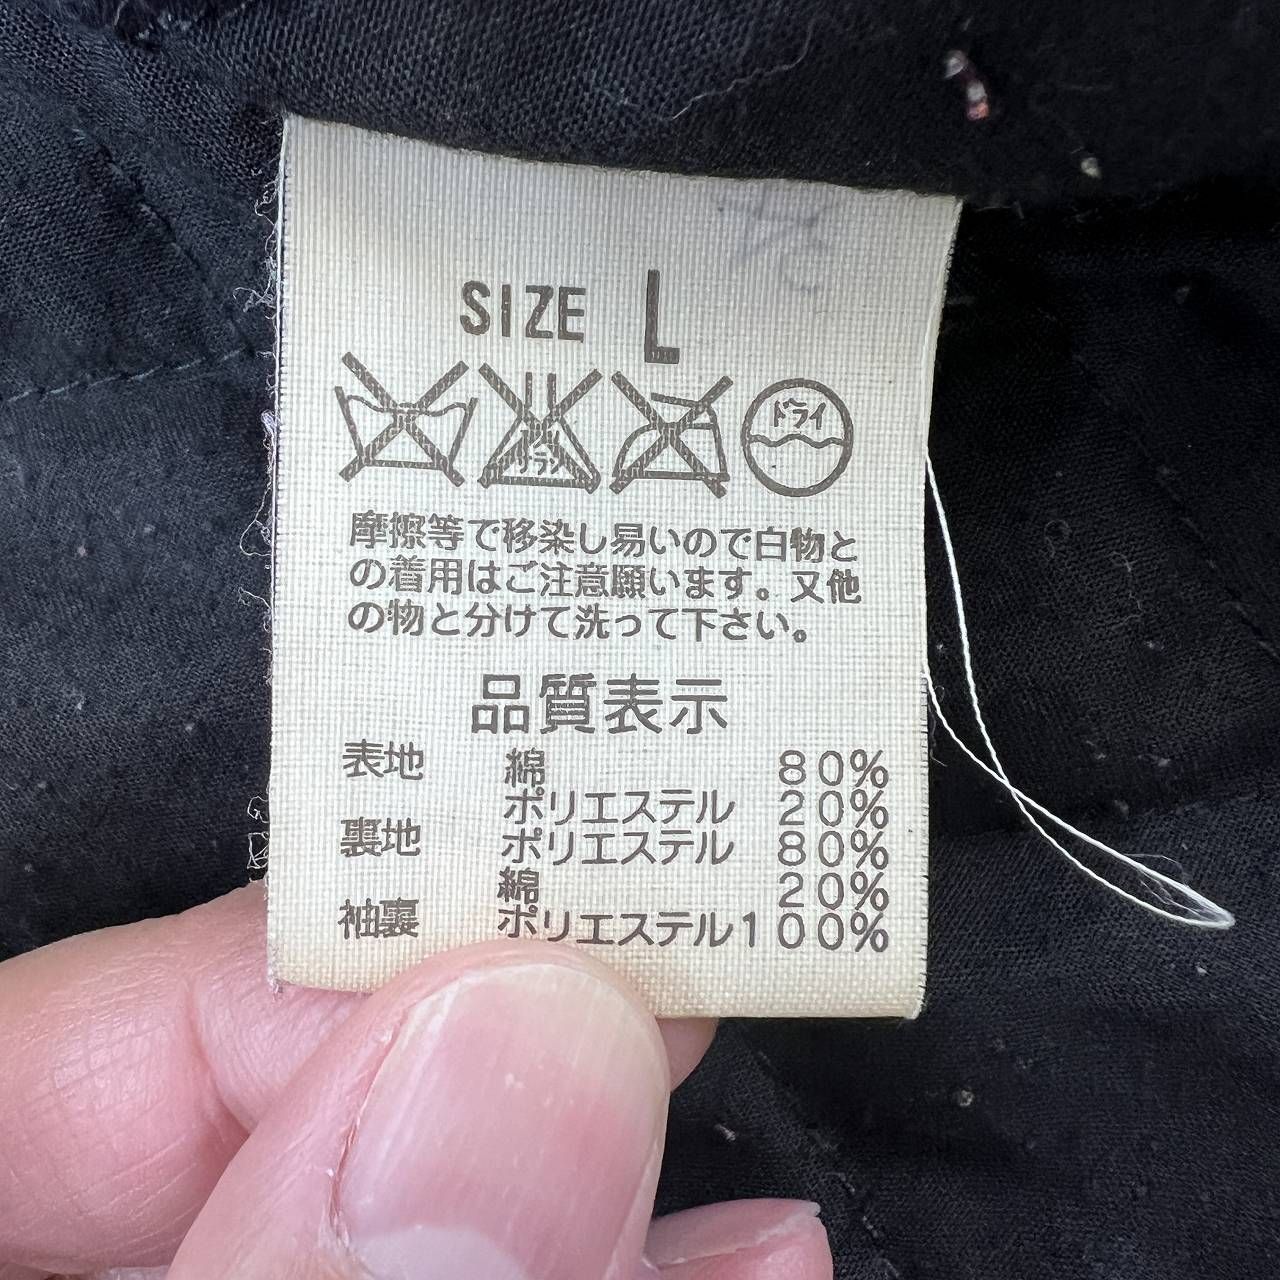 SIZE L
ドライ
摩擦等で移染し易いので白物と
の着用はご注意願います。又他
の物と分けて洗って下さい。
品質表示
表地 綿 80%
ポリエステル 20%
裏地 ポリエステル 80%
綿 20%
袖裏 ポリエステル100%